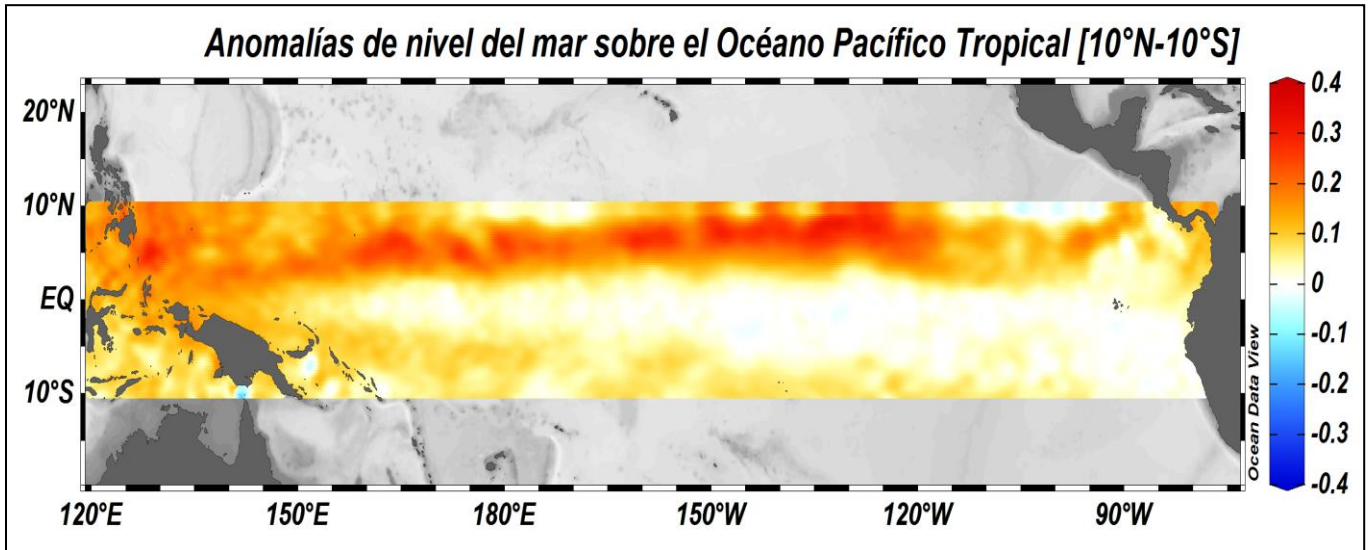 Anomalías de nivel del mar sobre el Océano Pacífico Tropical [10°N-10°S]
20°N
10°N
EQ
10°S
120°E
150°E
180°E
150°W
120°W
90°W
0.4
0.3
0.2
0.1
0
-0.1
-0.2
-0.3
-0.4
Ocean Data View